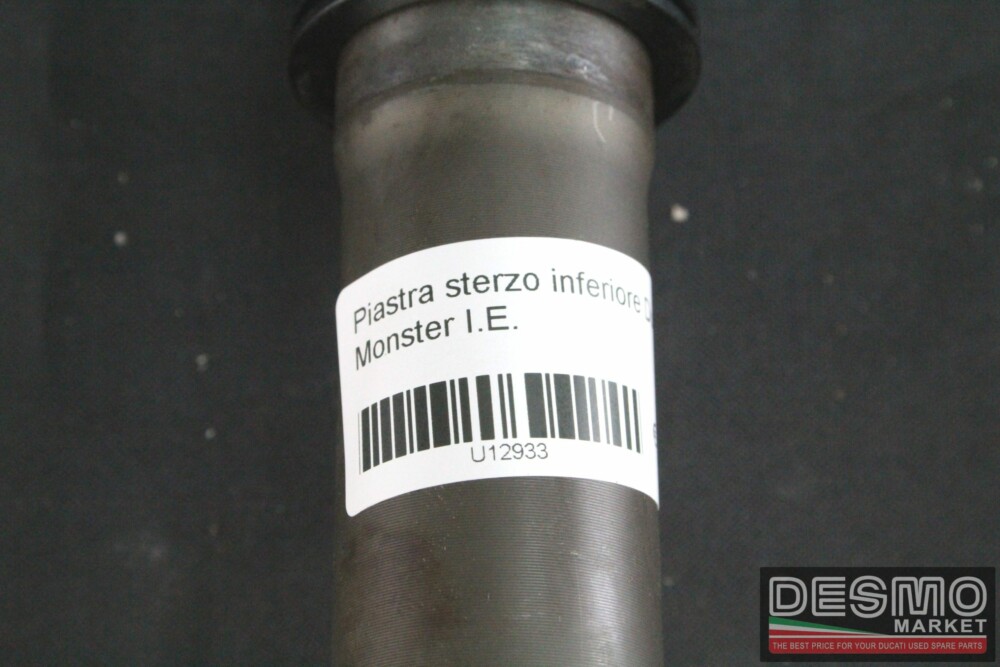 Piastra sterzo inferiore
Monster I.E.
U12933
DESMO
MARKET
THE BEST PRICE FOR YOUR DUCATI USED SPARE PARTS